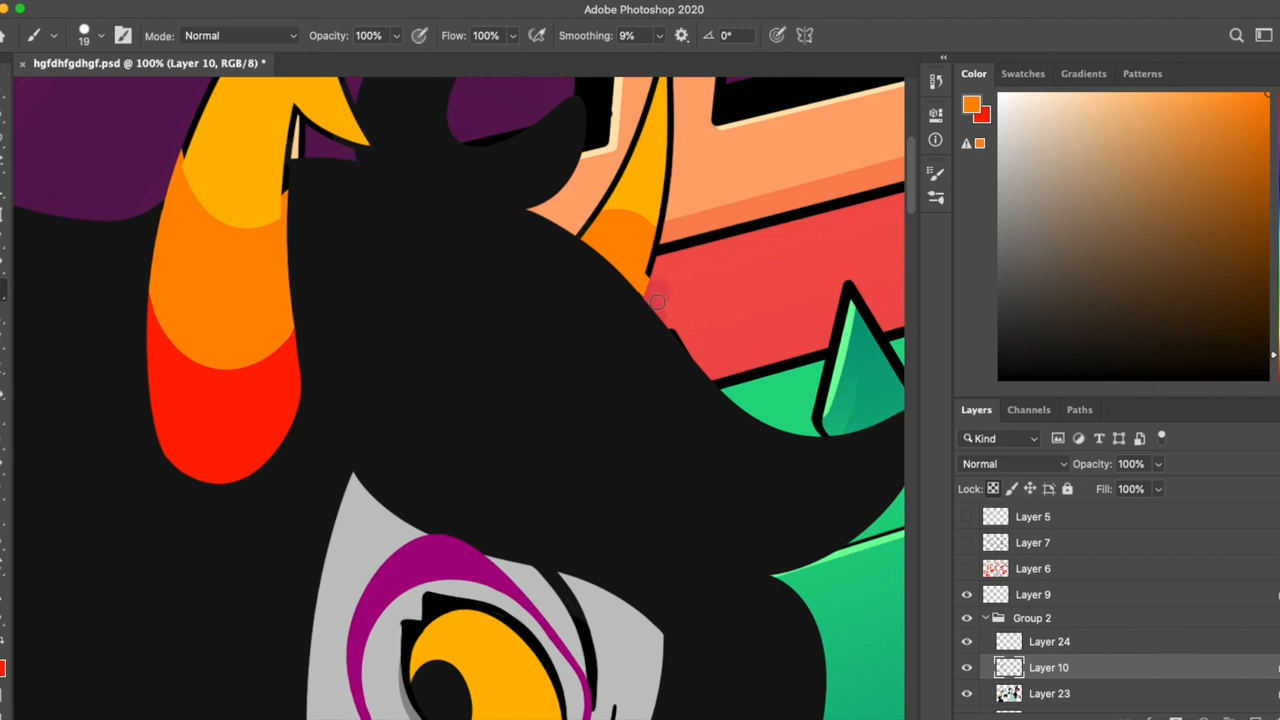 Adobe Photoshop 2020
19 Mode: Normal Opacity: 100% Flow: 100% Smoothing: 9% 0°
× hgfdhfgdhgf.psd @ 100% (Layer 10, RGB/8) *
Color Swatches Gradients Patterns
Layers Channels Paths
Kind
Normal Opacity: 100%
Lock: Fill: 100%
Layer 5
Layer 7
Layer 6
Layer 9
Group 2
Layer 24
Layer 10
Layer 23